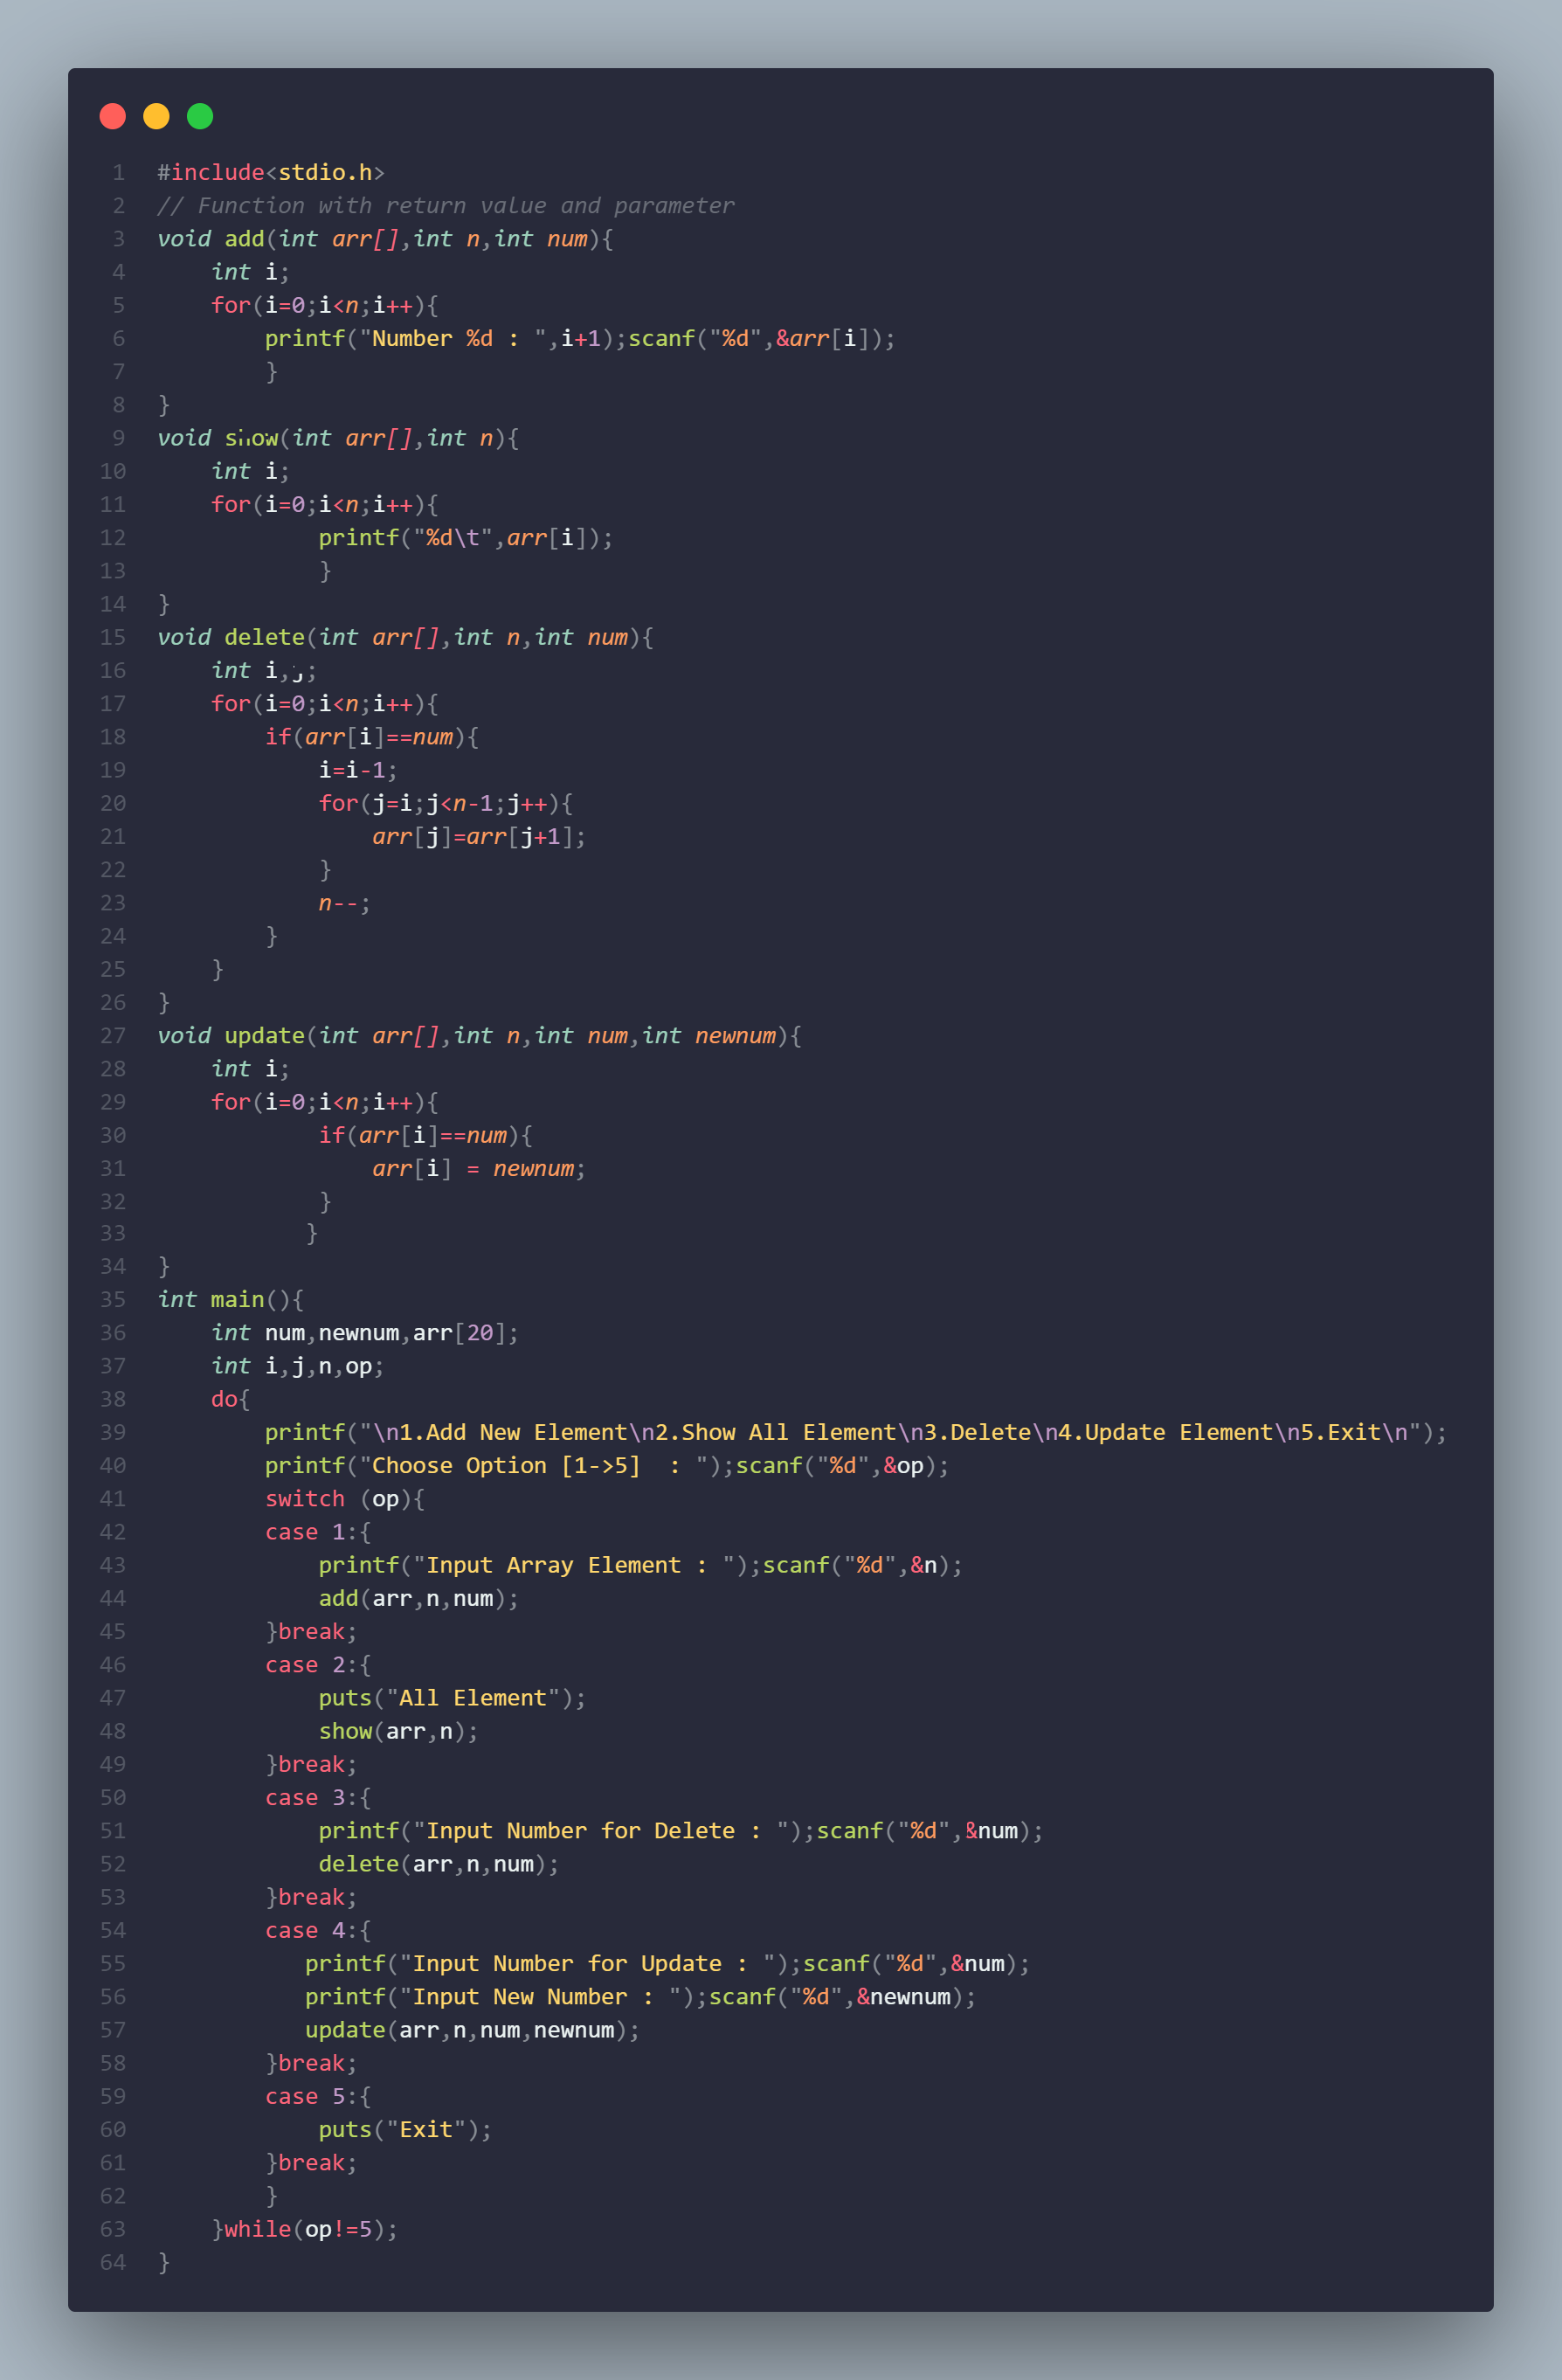 1 #include<stdio.h>
2 // Function with return value and parameter
3 void add(int arr[],int n,int num){
4     int i;
5     for(i=0;i<n;i++){
6         printf("Number %d : ",i+1);scanf("%d",&arr[i]);
7         }
8 }
9 void show(int arr[],int n){
10     int i;
11     for(i=0;i<n;i++){
12             printf("%d\t",arr[i]);
13             }
14 }
15 void delete(int arr[],int n,int num){
16     int i,j;
17     for(i=0;i<n;i++){
18         if(arr[i]==num){
19             i=i-1;
20             for(j=i;j<n-1;j++){
21                 arr[j]=arr[j+1];
22             }
23             n--;
24         }
25     }
26 }
27 void update(int arr[],int n,int num,int newnum){
28     int i;
29     for(i=0;i<n;i++){
30             if(arr[i]==num){
31                 arr[i] = newnum;
32             }
33            }
34 }
35 int main(){
36     int num,newnum,arr[20];
37     int i,j,n,op;
38     do{
39         printf("\n1.Add New Element\n2.Show All Element\n3.Delete\n4.Update Element\n5.Exit\n");
40         printf("Choose Option [1->5]  : ");scanf("%d",&op);
41         switch (op){
42         case 1:{
43             printf("Input Array Element : ");scanf("%d",&n);
44             add(arr,n,num);
45         }break;
46         case 2:{
47             puts("All Element");
48             show(arr,n);
49         }break;
50         case 3:{
51             printf("Input Number for Delete : ");scanf("%d",&num);
52             delete(arr,n,num);
53         }break;
54         case 4:{
55            printf("Input Number for Update : ");scanf("%d",&num);
56            printf("Input New Number : ");scanf("%d",&newnum);
57            update(arr,n,num,newnum);
58         }break;
59         case 5:{
60             puts("Exit");
61         }break;
62         }
63     }while(op!=5);
64 }